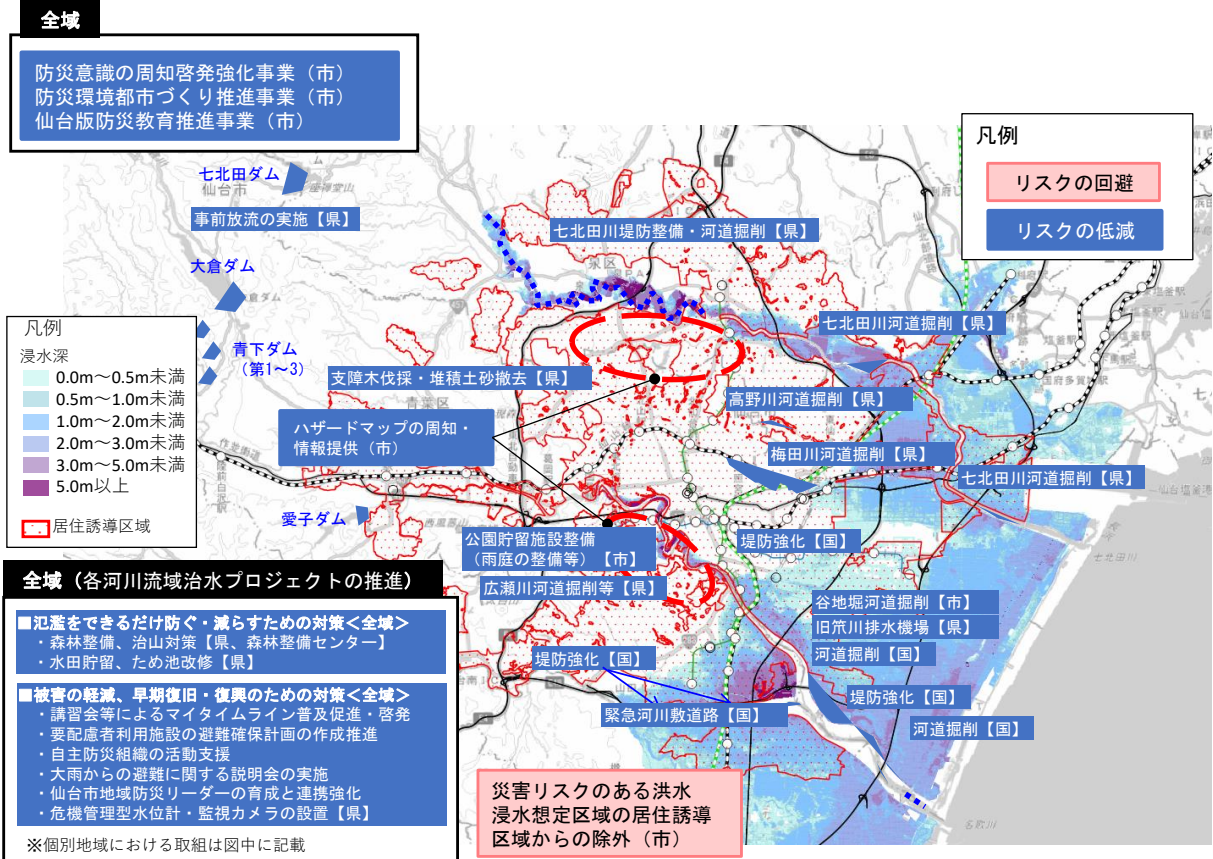 全域
防災意識の周知啓発強化事業（市）
防災環境都市づくり推進事業（市）
仙台版防災教育推進事業（市）
凡例
リスクの回避
リスクの低減
七北田ダム
仙台市
事前放流の実施【県】
七北田川堤防整備・河道掘削【県】
泉区
大倉ダム
七北田川河道掘削【県】
凡例
浸水深
0.0m～0.5m未満
0.5m～1.0m未満
1.0m～2.0m未満
2.0m～3.0m未満
3.0m～5.0m未満
5.0m以上
居住誘導区域
青下ダム
（第1～3）
支障木伐採・堆積土砂撤去【県】
青葉区
高野川河道掘削【県】
ハザードマップの周知・
情報提供（市）
梅田川河道掘削【県】
七北田川河道掘削【県】
愛子ダム
公園貯留施設整備
（雨庭の整備等）【市】
堤防強化【国】
七北田川
広瀬川河道掘削等【県】
谷地堀河道掘削【市】
旧笊川排水機場【県】
河道掘削【国】
堤防強化【国】
堤防強化【国】
緊急河川敷道路【国】
河道掘削【国】
名取川
全域（各河川流域治水プロジェクトの推進）
■氾濫をできるだけ防ぐ・減らすための対策＜全域＞
・森林整備、治山対策【県、森林整備センター】
・水田貯留、ため池改修【県】
■被害の軽減、早期復旧・復興のための対策＜全域＞
・講習会等によるマイタイムライン普及促進・啓発
・要配慮者利用施設の避難確保計画の作成推進
・自主防災組織の活動支援
・大雨からの避難に関する説明会の実施
・仙台市地域防災リーダーの育成と連携強化
・危機管理型水位計・監視カメラの設置【県】
※個別地域における取組は図中に記載
災害リスクのある洪水
浸水想定区域の居住誘導
区域からの除外（市）